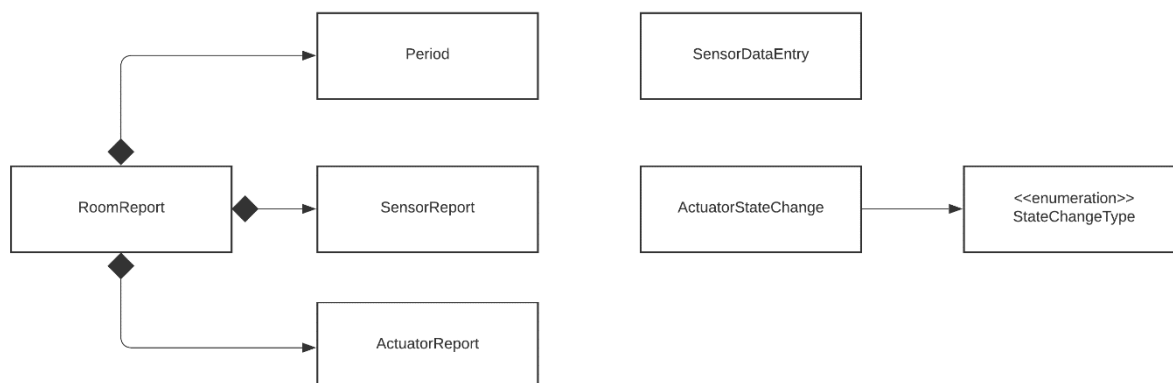 Period
SensorDataEntry
RoomReport
SensorReport
ActuatorStateChange
<<enumeration>>
StateChangeType
ActuatorReport